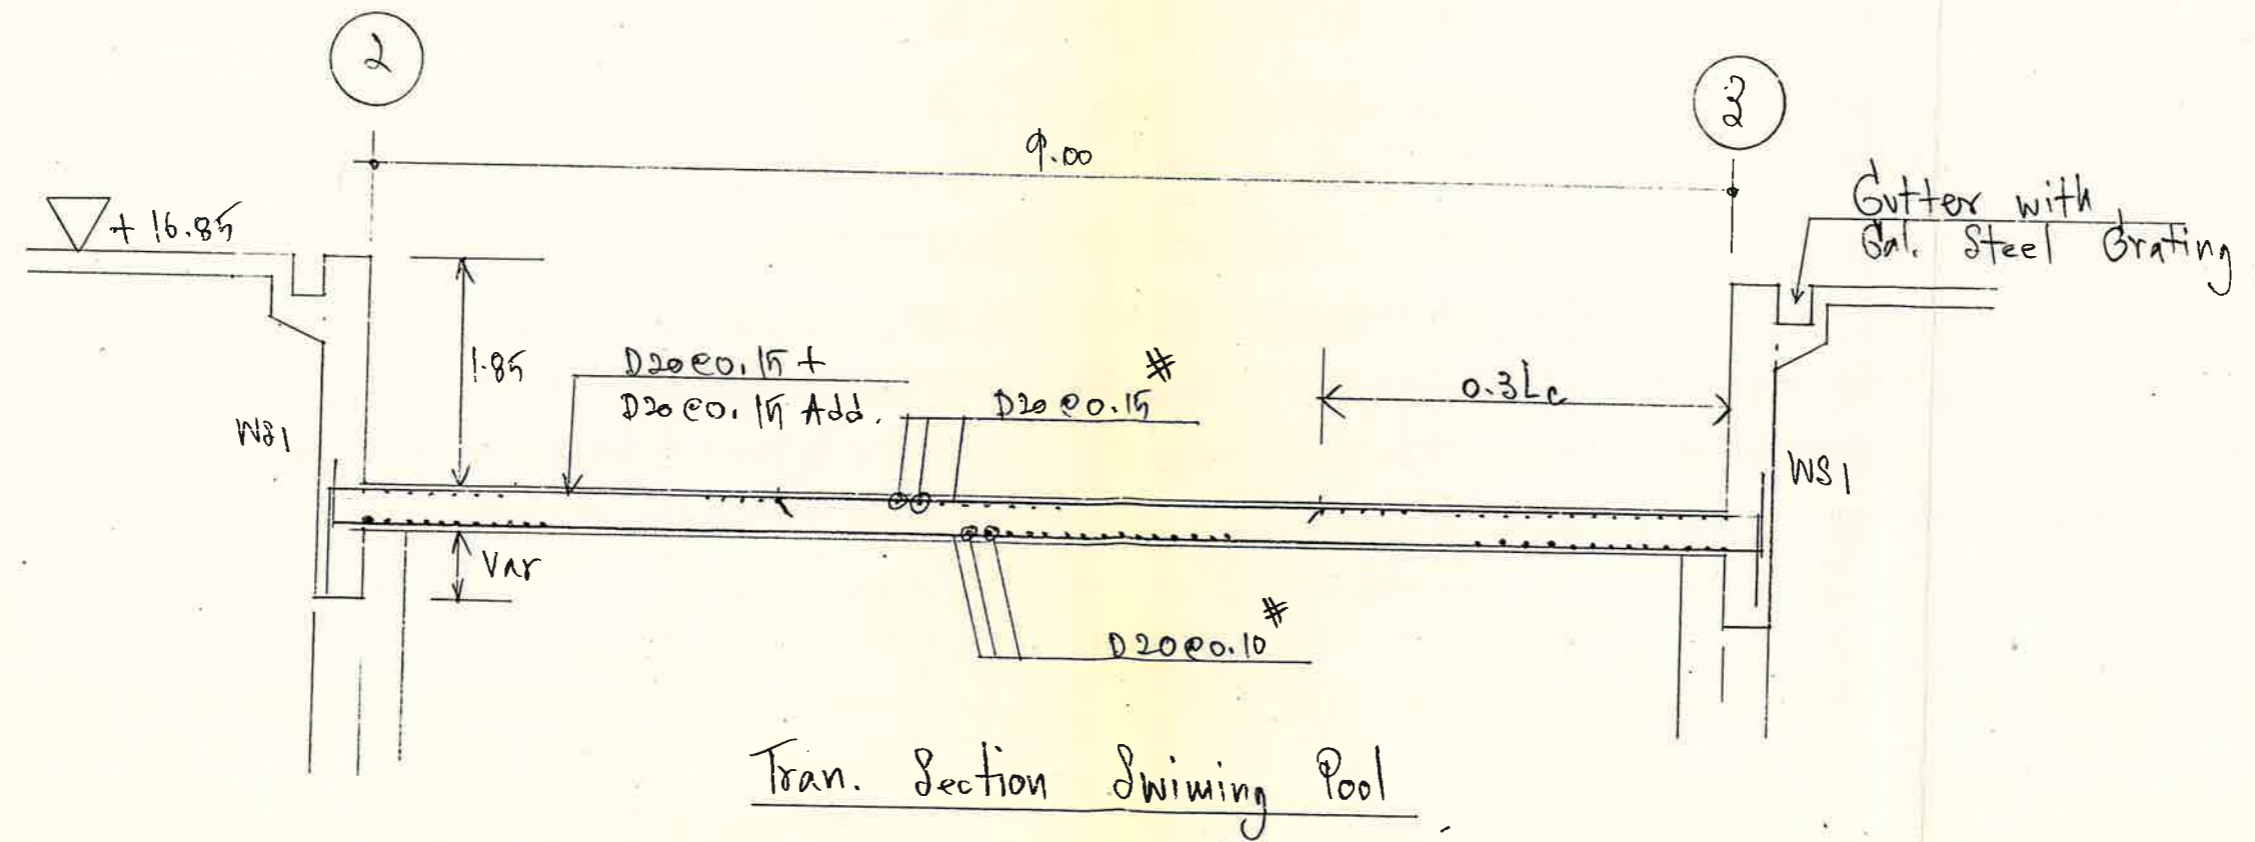 2
3
9.00
+ 16.85
Gutter with
Gal. Steel Grating
1.85
D20@0.15 +
D20@0.15 Add.
D20@0.15 #
0.3Lc
WS1
WS1
Var
D20@0.10 #
Tran. Section Swiming Pool